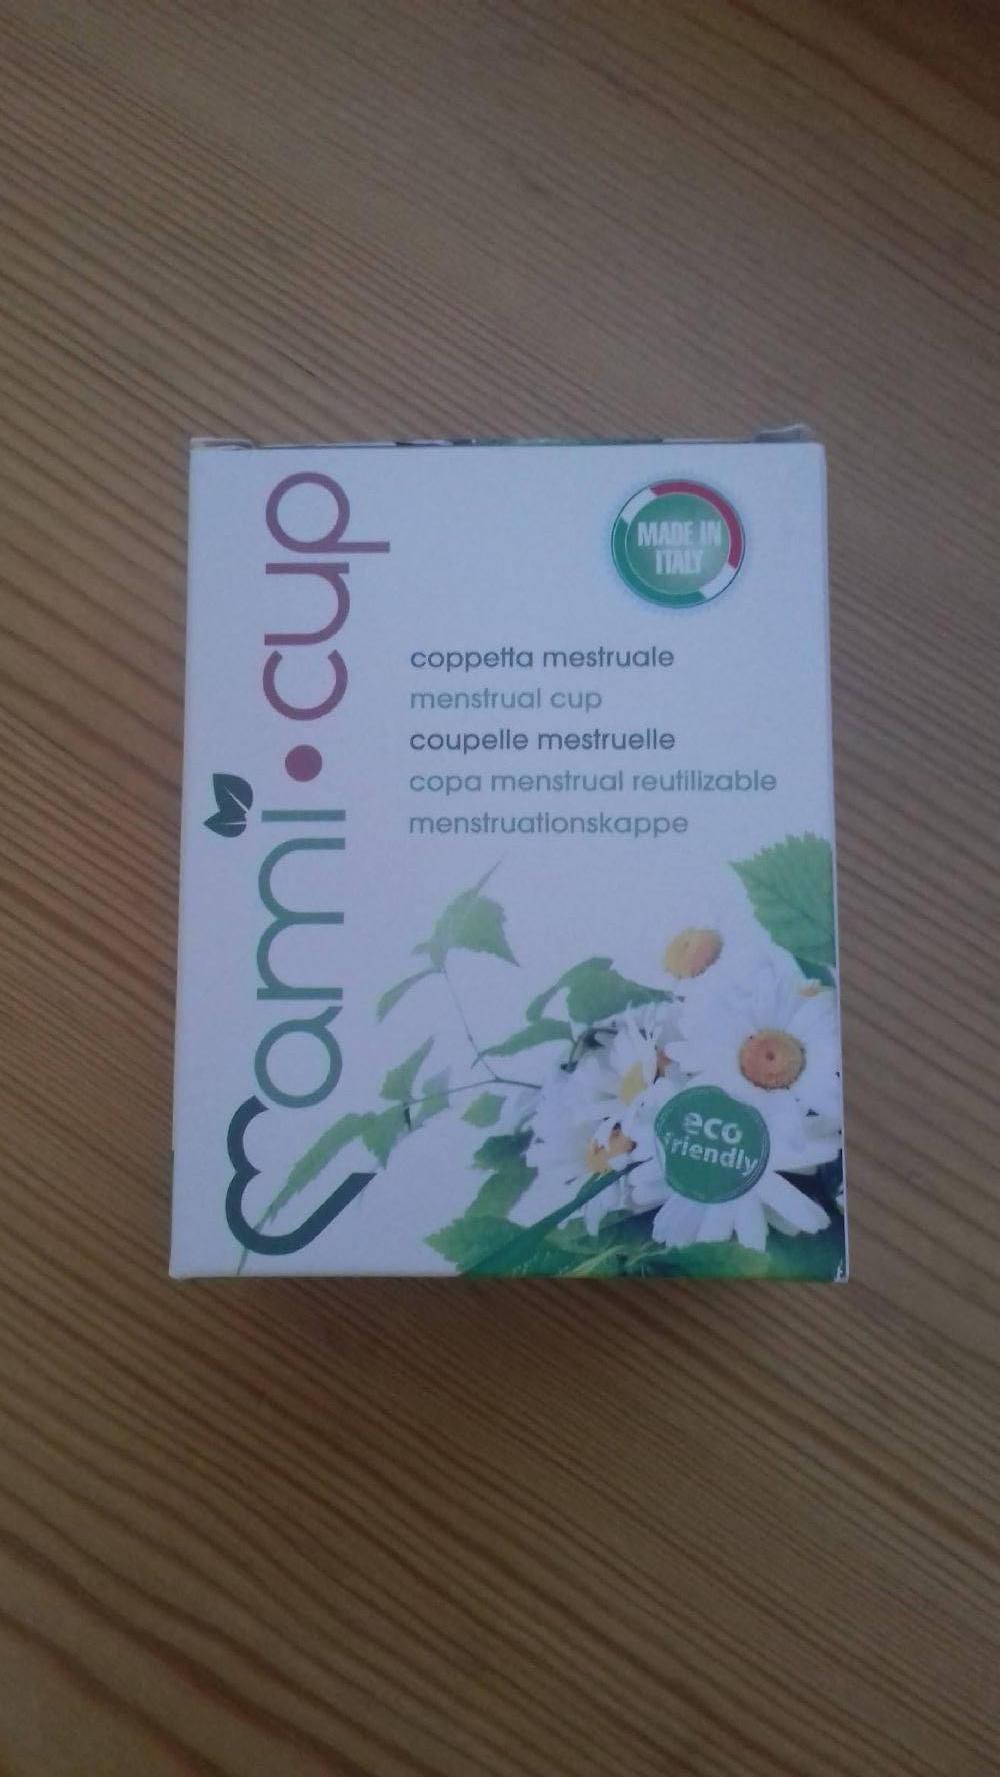 mami•cup
MADE IN
ITALY
coppetta mestruale
menstrual cup
coupelle mestruelle
copa menstrual reutilizable
menstruationskappe
eco
friendly